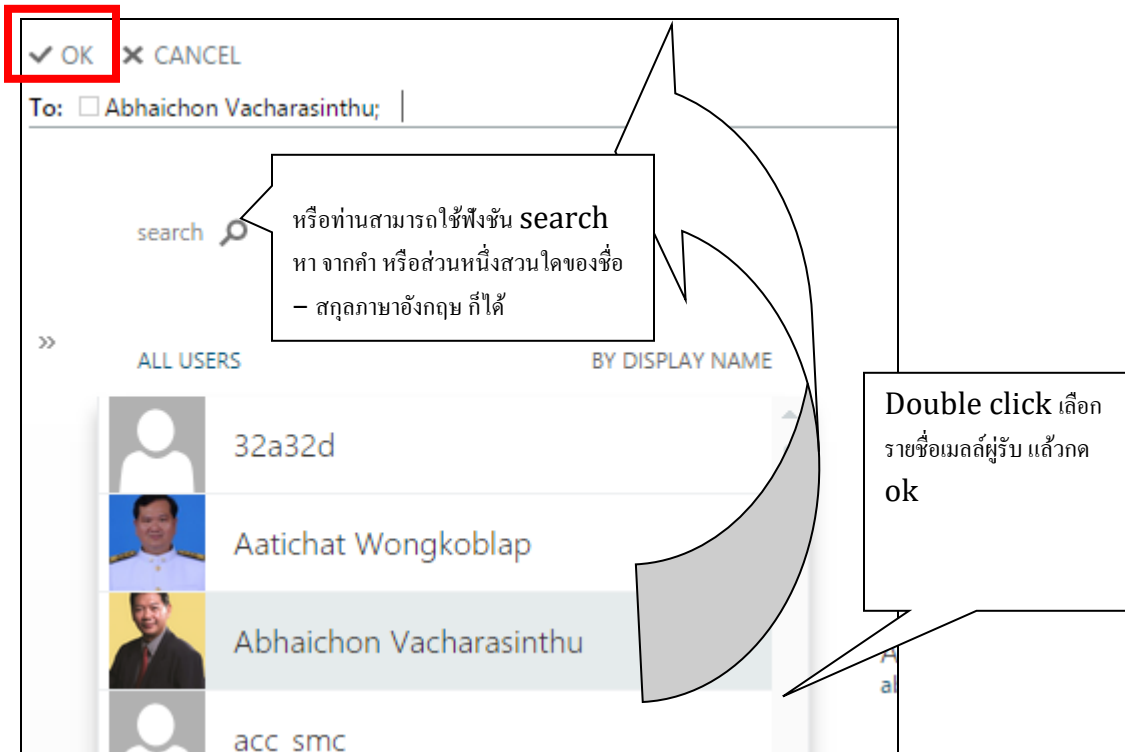 OK CANCEL
To: Abhaichon Vacharasinthu;
search
หรือท่านสามารถใช้ฟังชัน search
หา จากคำ หรือส่วนหนึ่งสวนใดของชื่อ
– สกุลภาษาอังกฤษ ก็ได้
»
ALL USERS BY DISPLAY NAME
32a32d
Aatichat Wongkoblap
Abhaichon Vacharasinthu
acc_smc
Double click เลือก
รายชื่อเมลล์ผู่รับ แล้วกด
ok